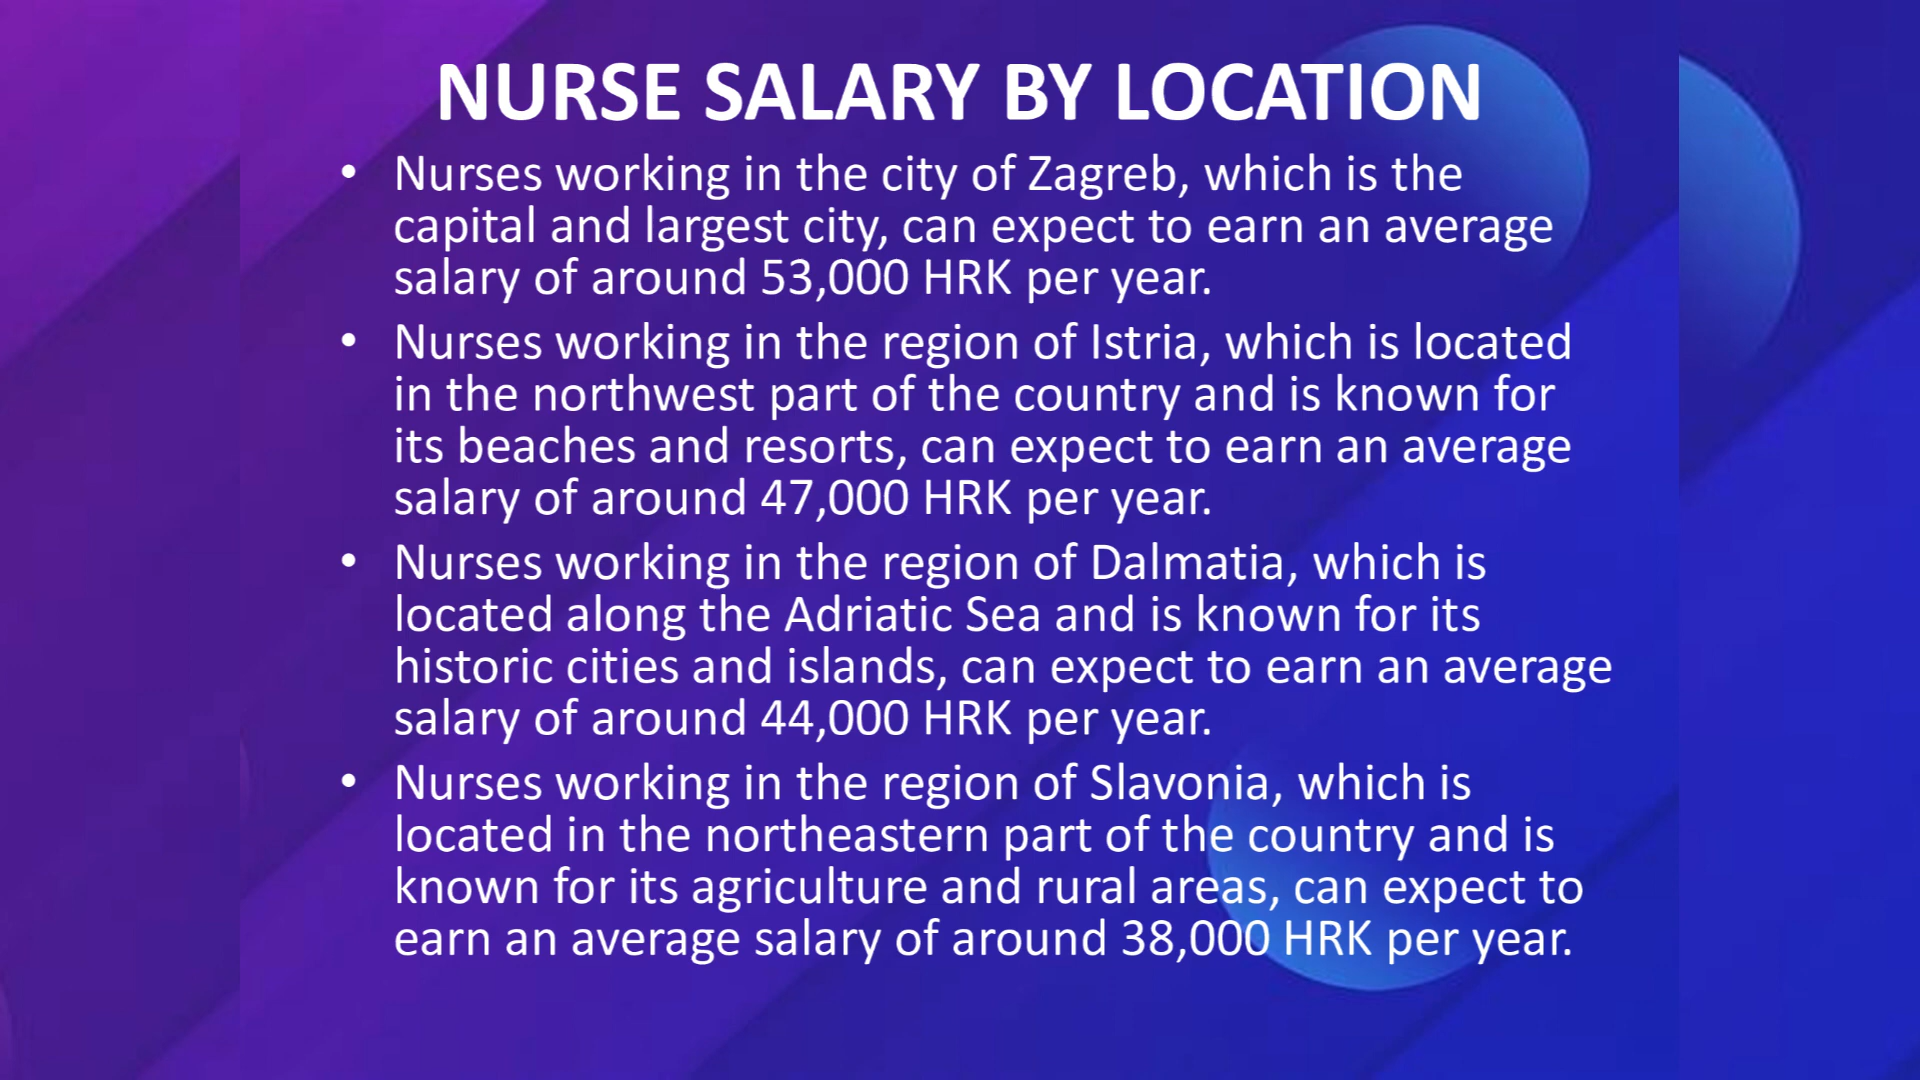 NURSE SALARY BY LOCATION
• Nurses working in the city of Zagreb, which is the
capital and largest city, can expect to earn an average
salary of around 53,000 HRK per year.
• Nurses working in the region of Istria, which is located
in the northwest part of the country and is known for
its beaches and resorts, can expect to earn an average
salary of around 47,000 HRK per year.
• Nurses working in the region of Dalmatia, which is
located along the Adriatic Sea and is known for its
historic cities and islands, can expect to earn an average
salary of around 44,000 HRK per year.
• Nurses working in the region of Slavonia, which is
located in the northeastern part of the country and is
known for its agriculture and rural areas, can expect to
earn an average salary of around 38,000 HRK per year.